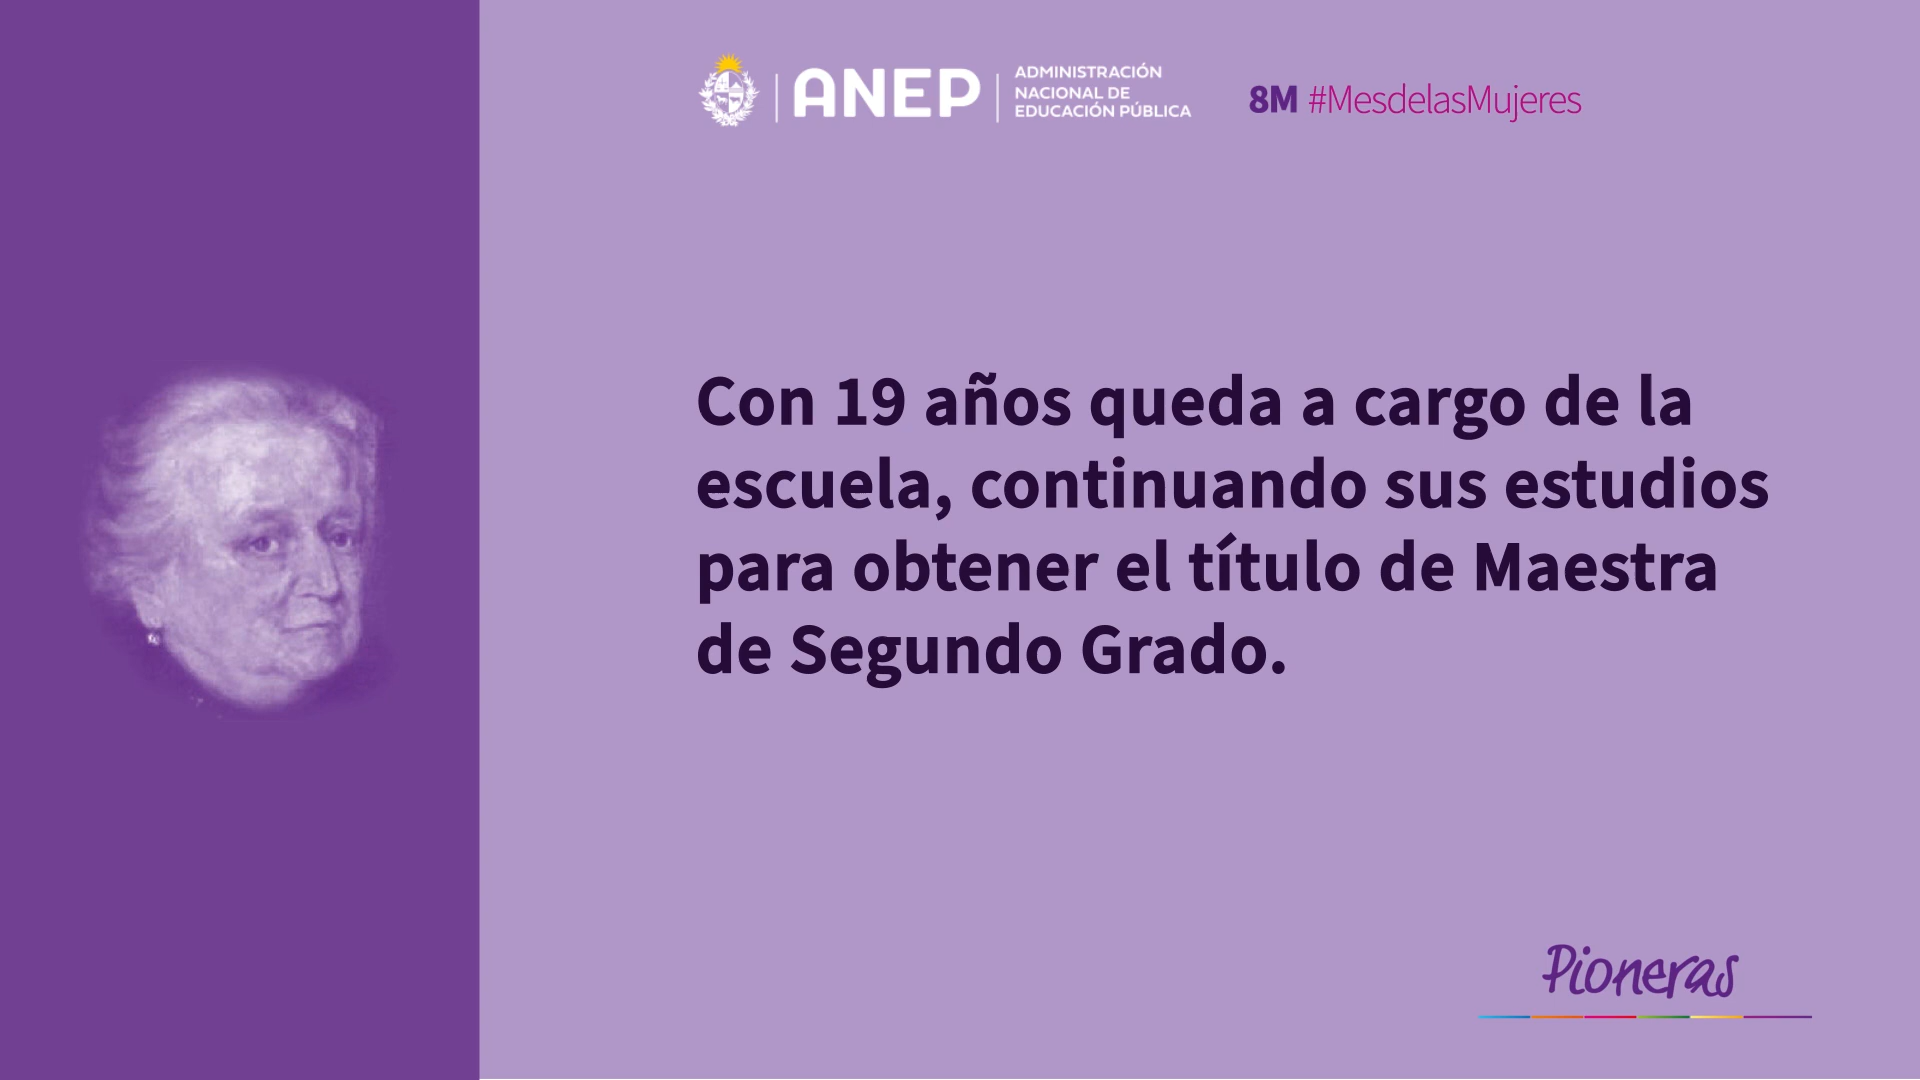 ANEP
ADMINISTRACIÓN
NACIONAL DE
EDUCACIÓN PÚBLICA
8M #MesdelasMujeres
Con 19 años queda a cargo de la
escuela, continuando sus estudios
para obtener el título de Maestra
de Segundo Grado.
Pioneras